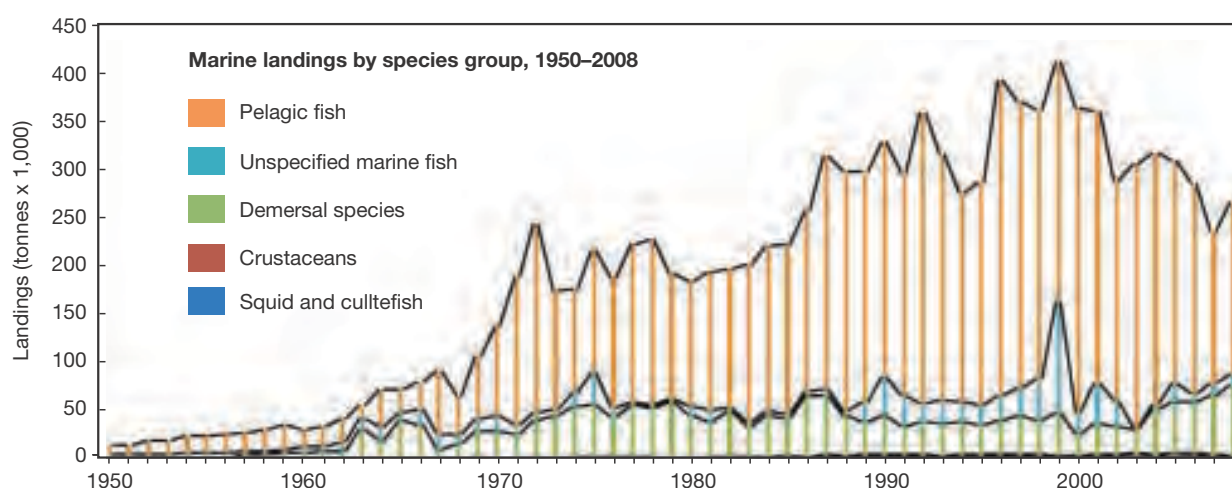 450
400
350
300
250
200
150
100
50
0
Landings (tonnes x 1,000)
Marine landings by species group, 1950–2008
Pelagic fish
Unspecified marine fish
Demersal species
Crustaceans
Squid and culltefish
1950 1960 1970 1980 1990 2000